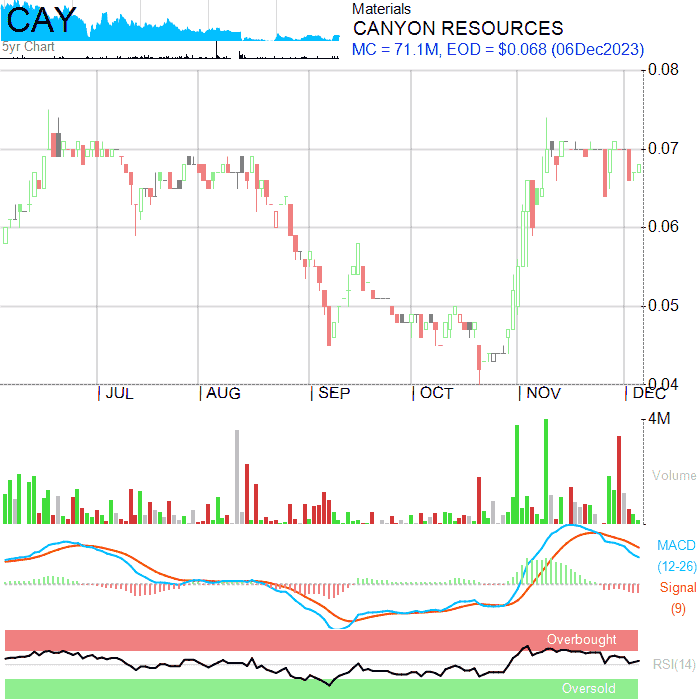 CAY
5yr Chart
Materials
CANYON RESOURCES
MC = 71.1M, EOD = $0.068 (06Dec2023)
0.08
0.07
0.06
0.05
0.04
JUL AUG SEP OCT NOV DEC
4M
Volume
MACD
(12-26)
Signal
(9)
Overbought
RSI(14)
Oversold